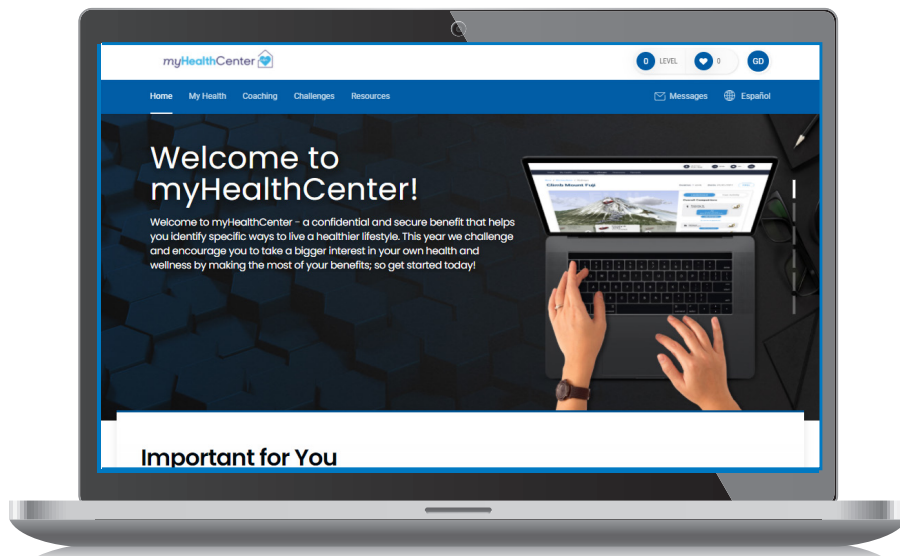 myHealthCenter
0 LEVEL 0 GD
Home My Health Coaching Challenges Resources Messages Español
Welcome to
myHealthCenter!
Welcome to myHealthCenter - a confidential and secure benefit that helps
you identify specific ways to live a healthier lifestyle. This year we challenge
and encourage you to take a bigger interest in your own health and
wellness by making the most of your benefits; so get started today!
Climb Mount Fuji
Important for You